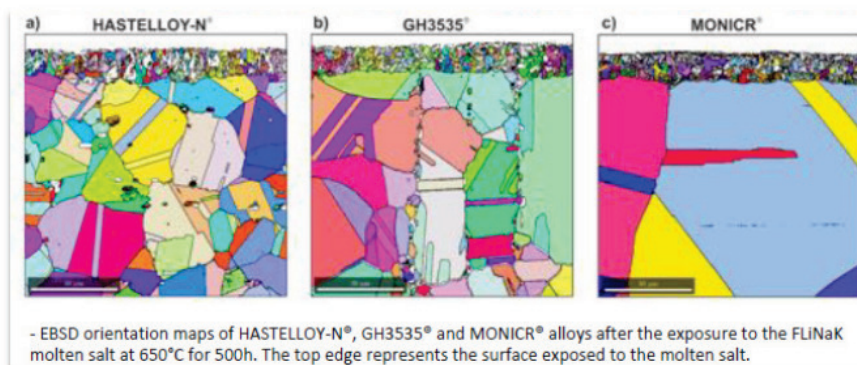 a) HASTELLOY-N®
b) GH3535®
c) MONICR®
- EBSD orientation maps of HASTELLOY-N®, GH3535® and MONICR® alloys after the exposure to the FLiNaK
molten salt at 650°C for 500h. The top edge represents the surface exposed to the molten salt.